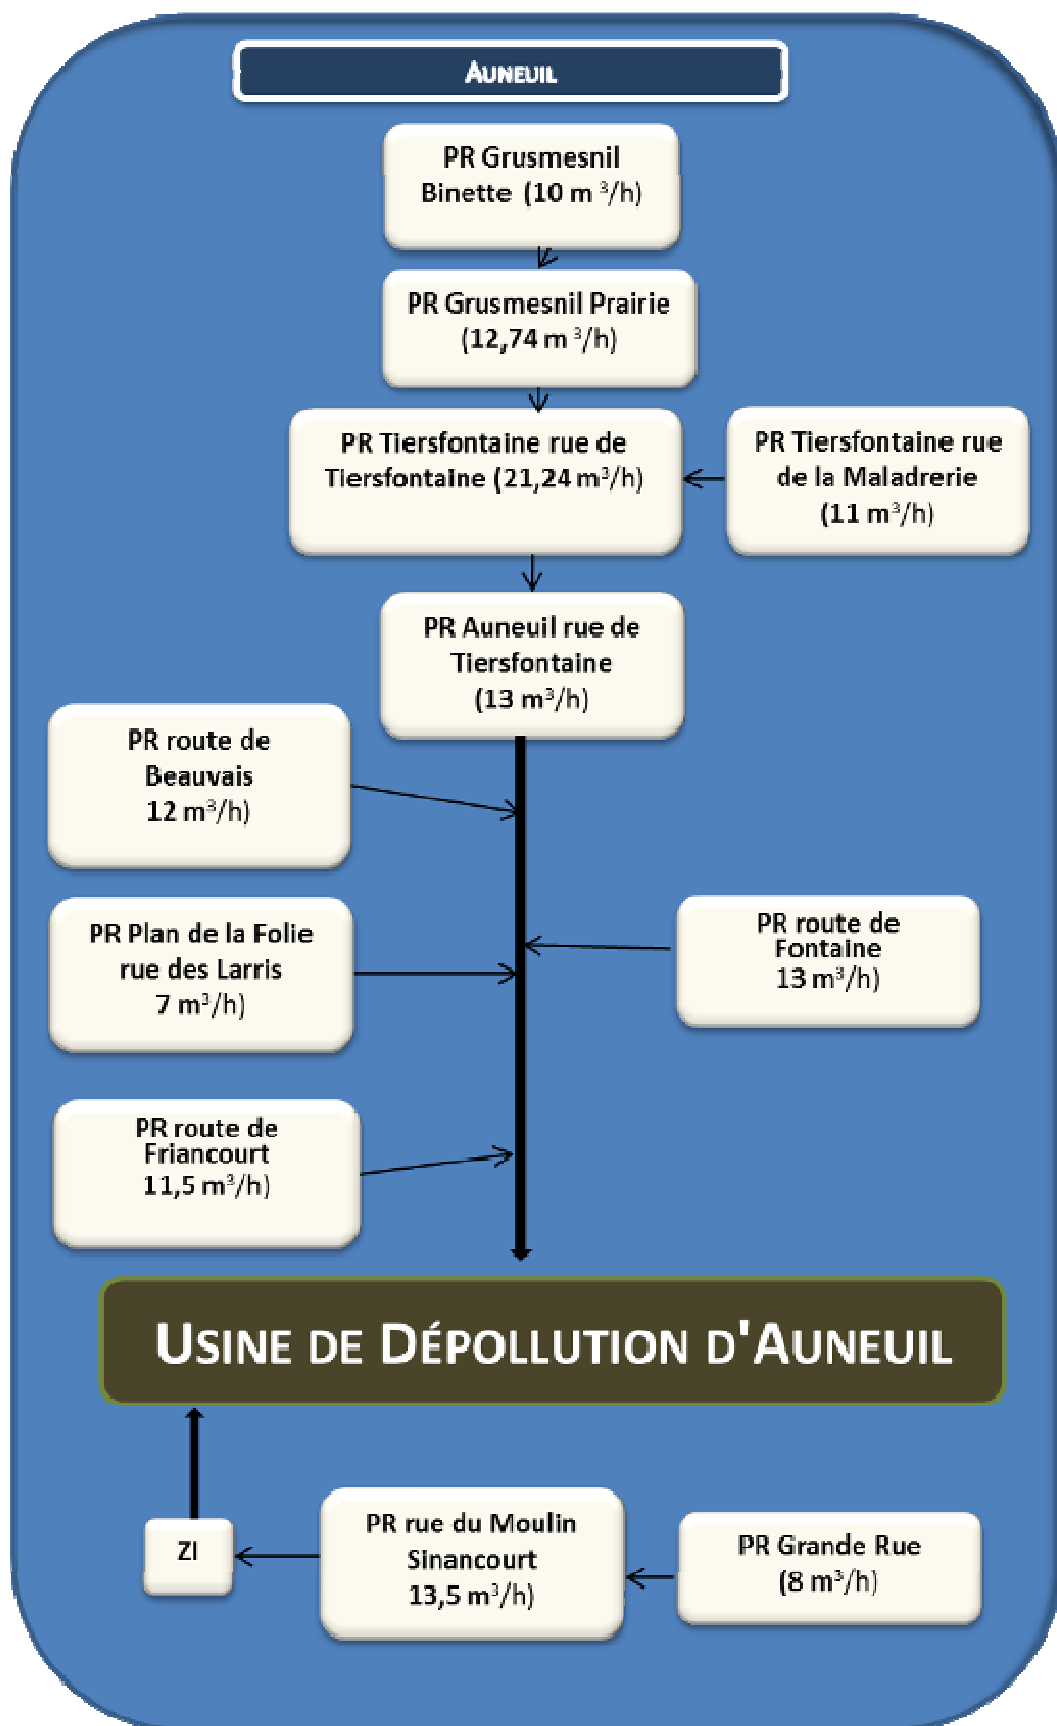 AUNEUIL
PR Grusmesnil
Binette (10 m³/h)
PR Grusmesnil Prairie
(12,74 m³/h)
PR Tiersfontaine rue de
Tiersfontaine (21,24 m³/h)
PR Tiersfontaine rue
de la Maladrerie
(11 m³/h)
PR Auneuil rue de
Tiersfontaine
(13 m³/h)
PR route de
Beauvais
12 m³/h)
PR Plan de la Folie
rue des Larris
7 m³/h)
PR route de
Fontaine
13 m³/h)
PR route de
Friancourt
11,5 m³/h)
USINE DE DÉPOLLUTION D'AUNEUIL
ZI
PR rue du Moulin
Sinancourt
13,5 m³/h)
PR Grande Rue
(8 m³/h)